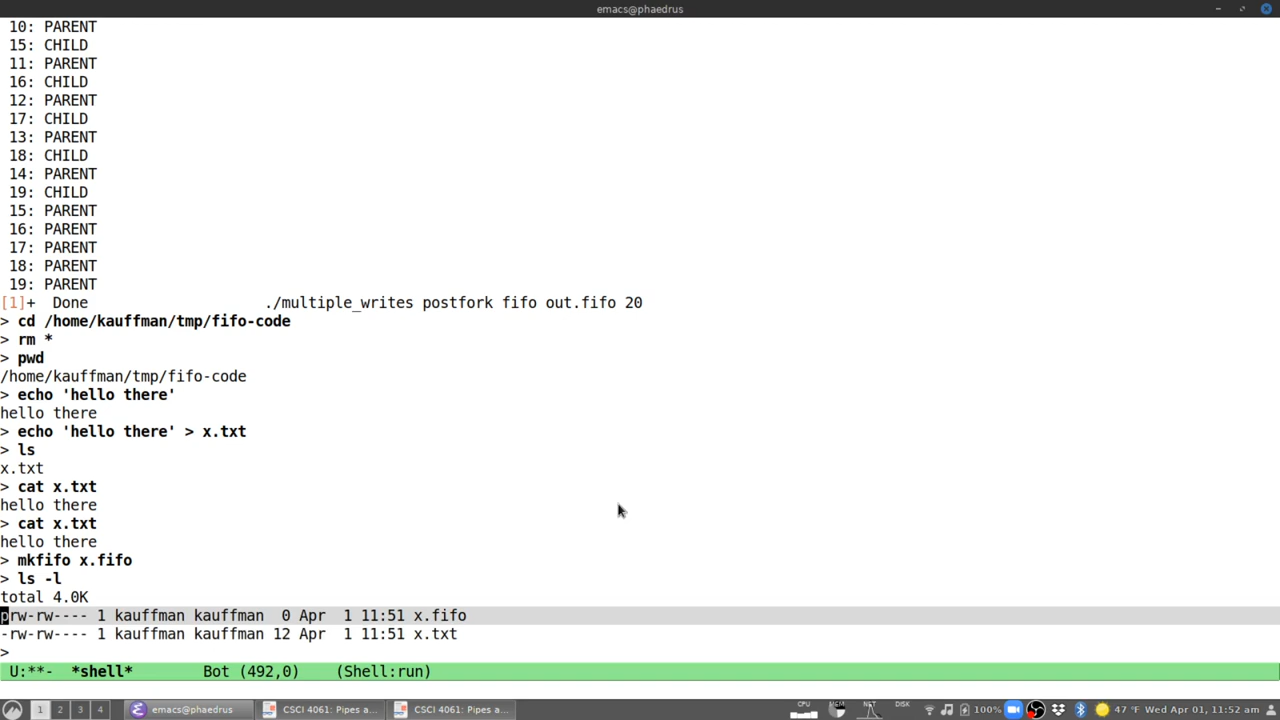 emacs@phaedrus
10: PARENT
15: CHILD
11: PARENT
16: CHILD
12: PARENT
17: CHILD
13: PARENT
18: CHILD
14: PARENT
19: CHILD
15: PARENT
16: PARENT
17: PARENT
18: PARENT
19: PARENT
[1]+  Done                    ./multiple_writes postfork fifo out.fifo 20
> cd /home/kauffman/tmp/fifo-code
> rm *
> pwd
/home/kauffman/tmp/fifo-code
> echo 'hello there'
hello there
> echo 'hello there' > x.txt
> ls
x.txt
> cat x.txt
hello there
> cat x.txt
hello there
> mkfifo x.fifo
> ls -l
total 4.0K
prw-rw---- 1 kauffman kauffman  0 Apr  1 11:51 x.fifo
-rw-rw---- 1 kauffman kauffman 12 Apr  1 11:51 x.txt
>
U:**-  *shell*        Bot (492,0)    (Shell:run)
1 2 3 4 emacs@phaedrus CSCI 4061: Pipes a... CSCI 4061: Pipes a... CPU MEM NET DISK 100% 47 °F Wed Apr 01, 11:52 am